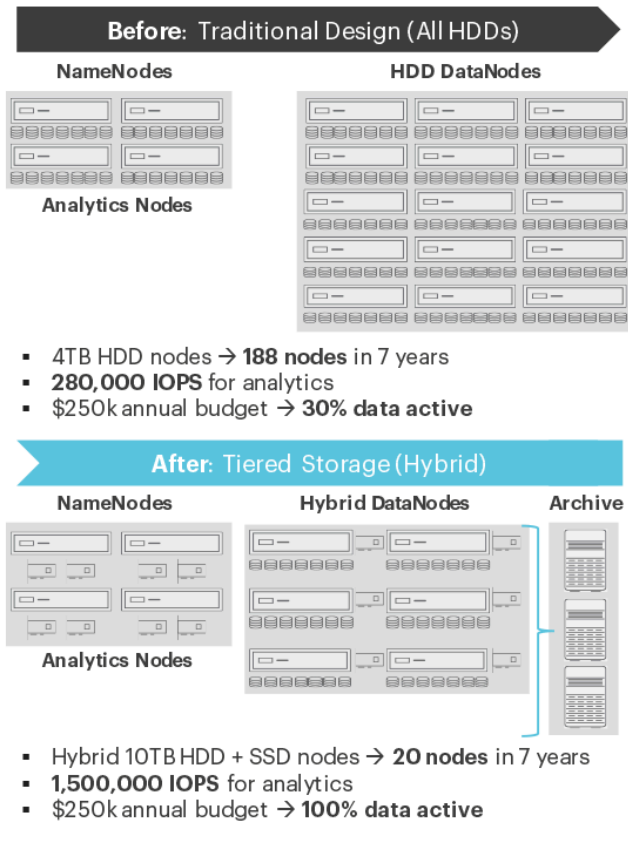 Before: Traditional Design (All HDDs)
NameNodes
HDD DataNodes
Analytics Nodes
▪ 4TB HDD nodes → 188 nodes in 7 years
▪ 280,000 IOPS for analytics
▪ $250k annual budget → 30% data active
After: Tiered Storage (Hybrid)
NameNodes
Hybrid DataNodes
Archive
Analytics Nodes
▪ Hybrid 10TB HDD + SSD nodes → 20 nodes in 7 years
▪ 1,500,000 IOPS for analytics
▪ $250k annual budget → 100% data active